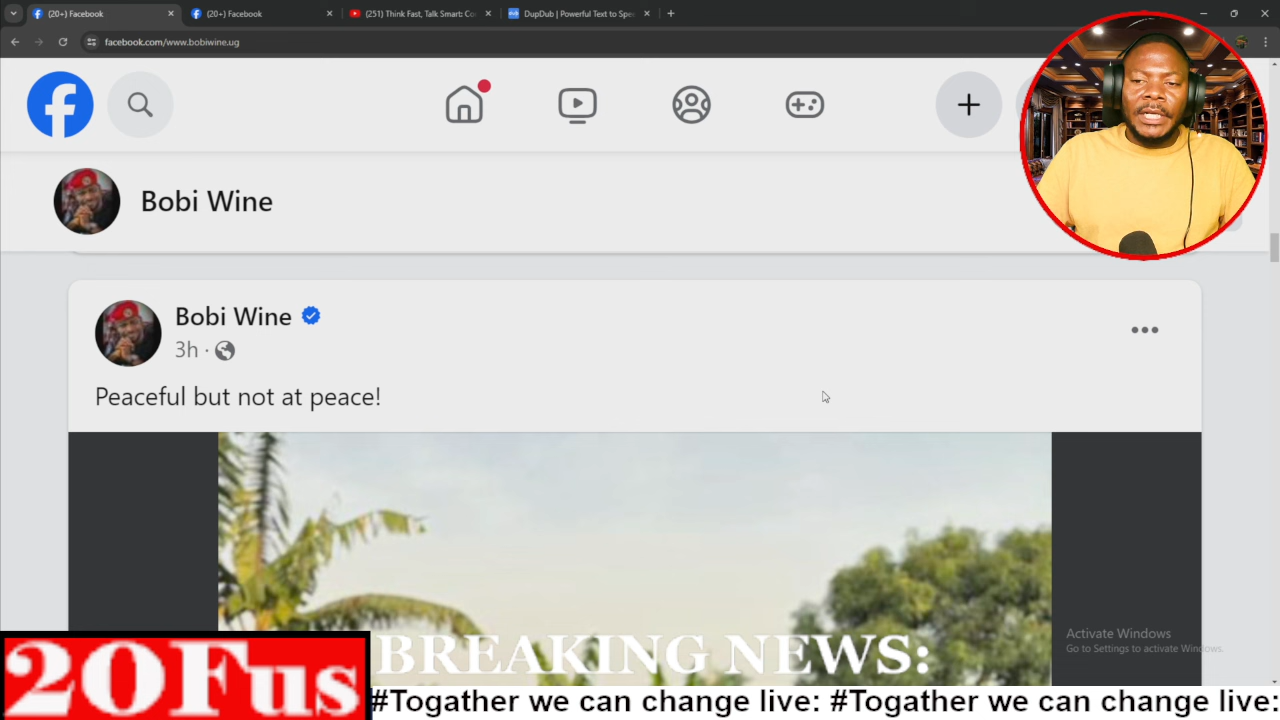 (20+) Facebook
(20+) Facebook
(251) Think Fast, Talk Smart: Co
DupDub | Powerful Text to Spe
facebook.com/www.bobiwine.ug
Bobi Wine
Bobi Wine
3h ·
Peaceful but not at peace!
BREAKING NEWS:
Activate Windows
Go to Settings to activate Windows.
2OFus
#Togather we can change live: #Togather we can change live: